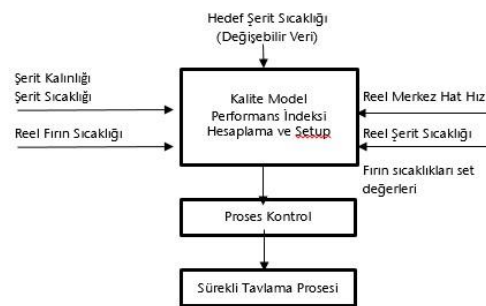 Hedef Şerit Sıcaklığı
(Değişebilir Veri)
Şerit Kalınlığı
Şerit Sıcaklığı
Reel Fırın Sıcaklığı
Kalite Model
Performans İndeksi
Hesaplama ve Setup
Reel Merkez Hat Hız
Reel Şerit Sıcaklığı
Fırın sıcaklıkları set
değerleri
Proses Kontrol
Sürekli Tavlama Prosesi